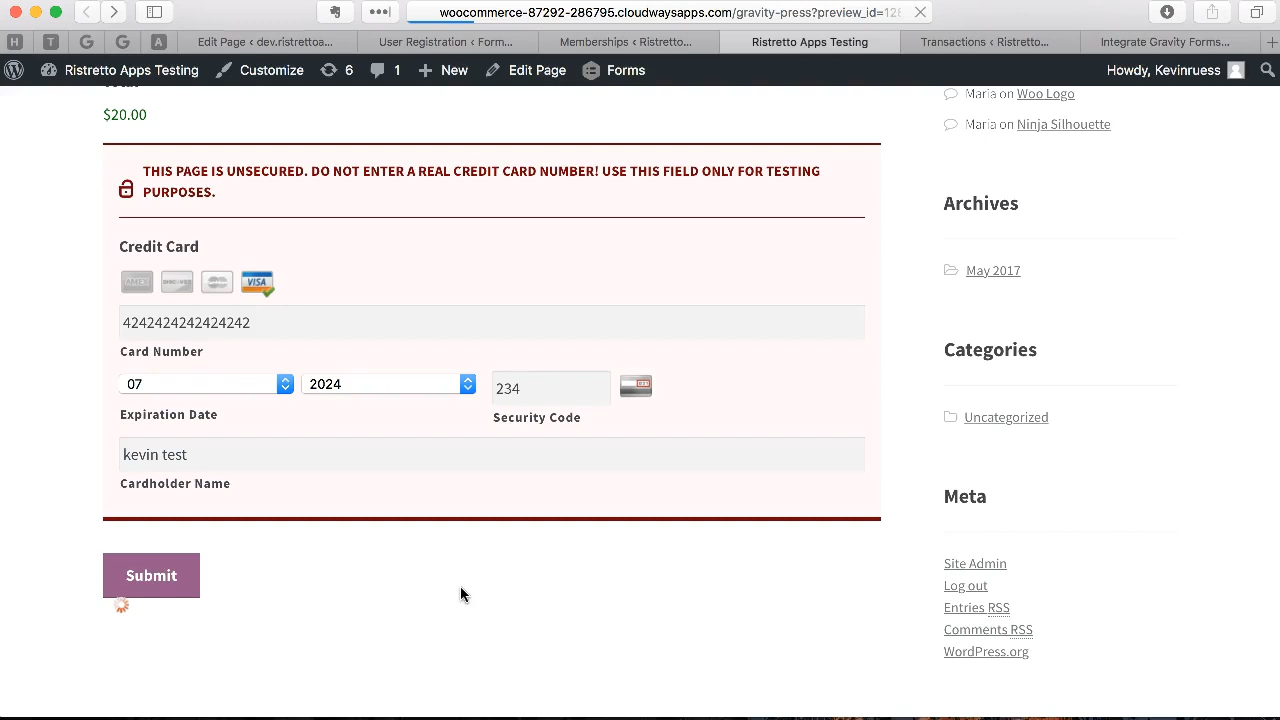 woocommerce-87292-286795.cloudwaysapps.com/gravity-press?preview_id=128
H
T
G
G
A
Edit Page ‹ dev.ristrettoa...
User Registration ‹ Form...
Memberships ‹ Ristretto...
Ristretto Apps Testing
Transactions ‹ Ristretto...
Integrate Gravity Forms...
Ristretto Apps Testing
Customize
6
1
New
Edit Page
Forms
Howdy, Kevinruess
$20.00
THIS PAGE IS UNSECURED. DO NOT ENTER A REAL CREDIT CARD NUMBER! USE THIS FIELD ONLY FOR TESTING
PURPOSES.
Credit Card
AMEX
DISCOVER
VISA
4242424242424242
Card Number
07
2024
234
Expiration Date
Security Code
kevin test
Cardholder Name
Submit
Maria on Woo Logo
Maria on Ninja Silhouette
Archives
May 2017
Categories
Uncategorized
Meta
Site Admin
Log out
Entries RSS
Comments RSS
WordPress.org